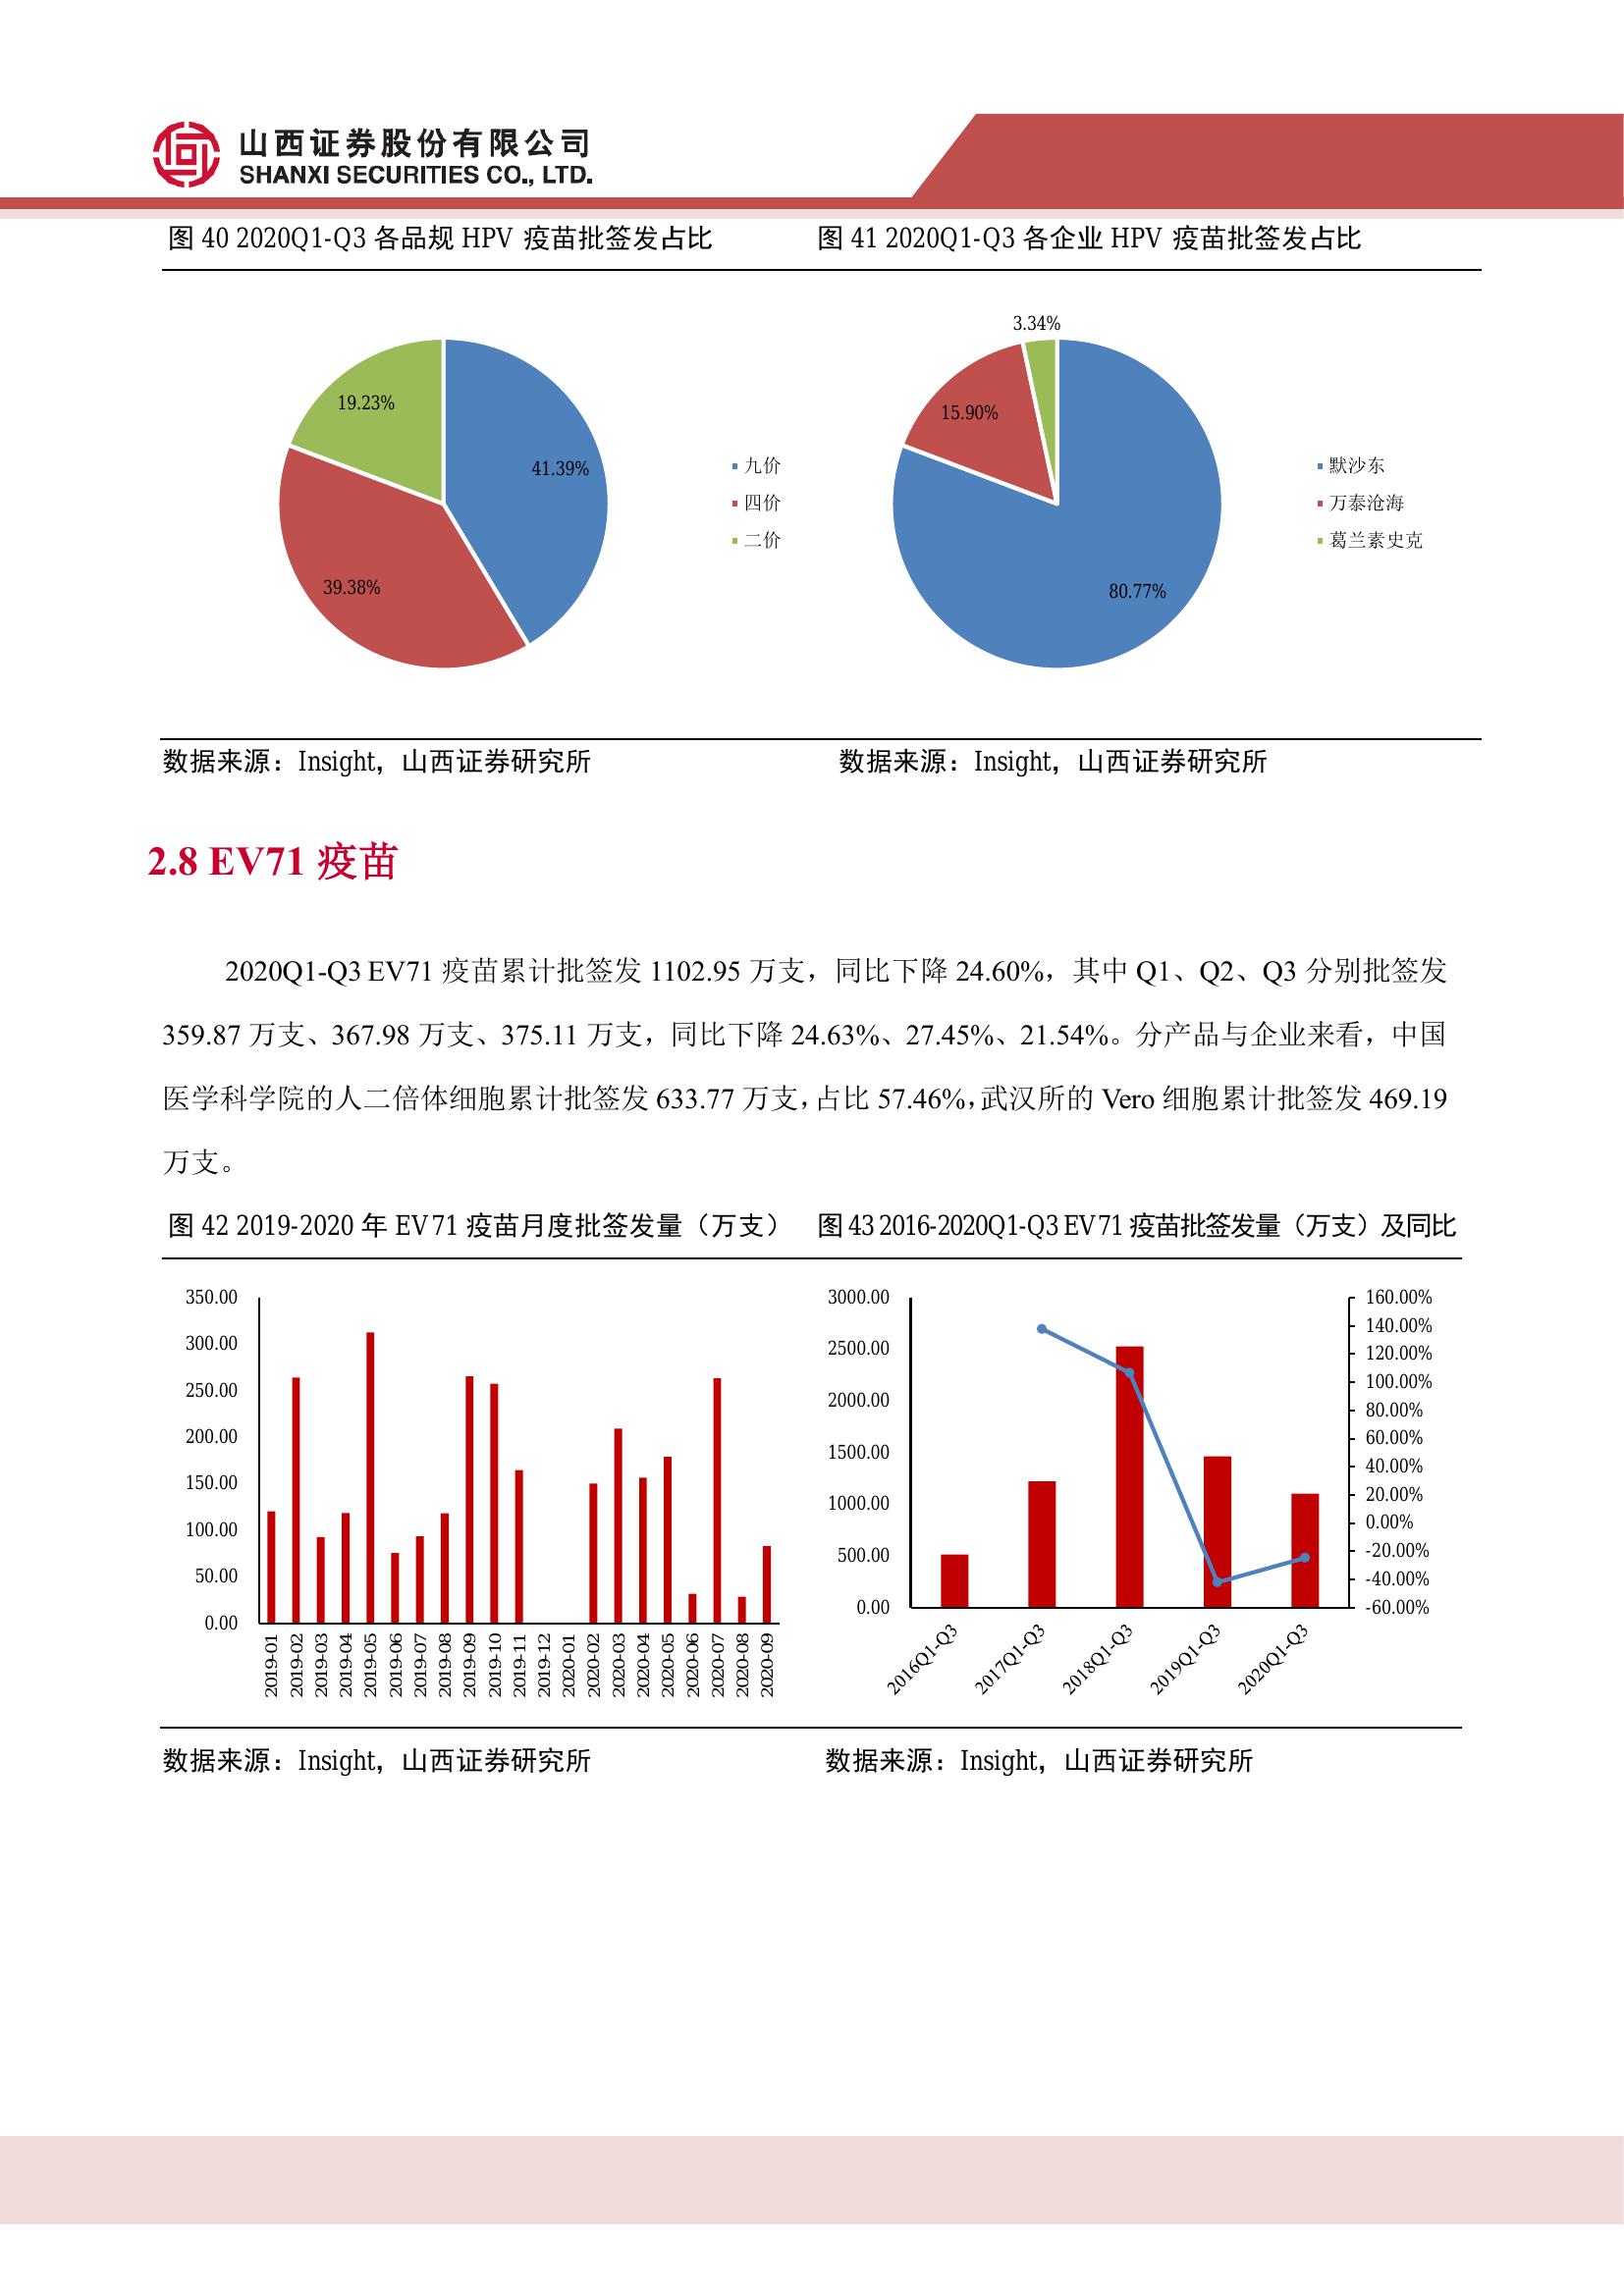 山西证券股份有限公司
SHANXI SECURITIES CO., LTD.
图 40 2020Q1-Q3 各品规 HPV 疫苗批签发占比
图 41 2020Q1-Q3 各企业 HPV 疫苗批签发占比
19.23%
41.39%
39.38%
九价
四价
二价
3.34%
15.90%
80.77%
默沙东
万泰沧海
葛兰素史克
数据来源：Insight，山西证券研究所
数据来源：Insight，山西证券研究所
2.8 EV71 疫苗
2020Q1-Q3 EV71 疫苗累计批签发 1102.95 万支，同比下降 24.60%，其中 Q1、Q2、Q3 分别批签发
359.87 万支、367.98 万支、375.11 万支，同比下降 24.63%、27.45%、21.54%。分产品与企业来看，中国
医学科学院的人二倍体细胞累计批签发 633.77 万支，占比 57.46%，武汉所的 Vero 细胞累计批签发 469.19
万支。
图 42 2019-2020 年 EV71 疫苗月度批签发量（万支）
图 43 2016-2020Q1-Q3 EV71 疫苗批签发量（万支）及同比
350.00
300.00
250.00
200.00
150.00
100.00
50.00
0.00
2019-01
2019-02
2019-03
2019-04
2019-05
2019-06
2019-07
2019-08
2019-09
2019-10
2019-11
2019-12
2020-01
2020-02
2020-03
2020-04
2020-05
2020-06
2020-07
2020-08
2020-09
3000.00
2500.00
2000.00
1500.00
1000.00
500.00
0.00
160.00%
140.00%
120.00%
100.00%
80.00%
60.00%
40.00%
20.00%
0.00%
-20.00%
-40.00%
-60.00%
2016Q1-Q3
2017Q1-Q3
2018Q1-Q3
2019Q1-Q3
2020Q1-Q3
数据来源：Insight，山西证券研究所
数据来源：Insight，山西证券研究所